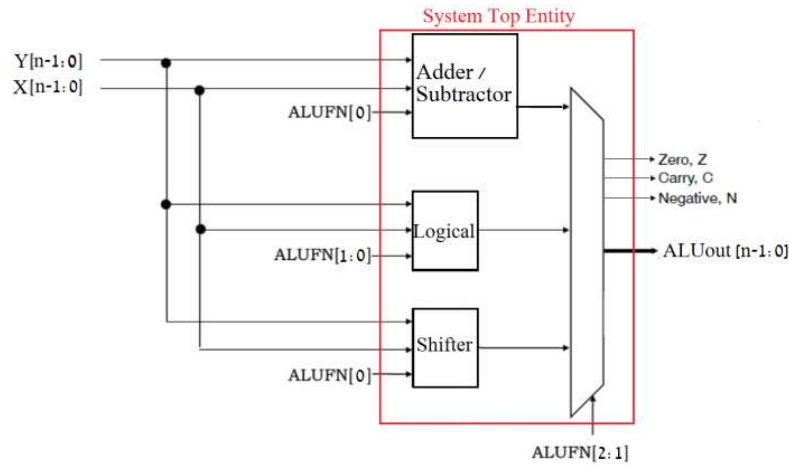 System Top Entity
Y[n-1:0]
X[n-1:0]
Adder /
Subtractor
ALUFN[0]
Zero, Z
Carry, C
Negative, N
Logical
ALUFN[1:0]
ALUout [n-1:0]
Shifter
ALUFN[0]
ALUFN[2:1]